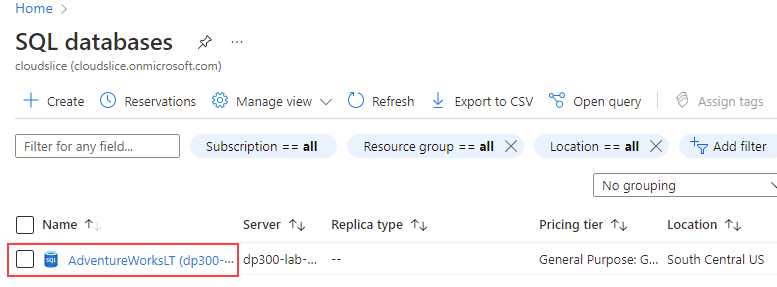 Home >
SQL databases ...
cloudslice (cloudslice.onmicrosoft.com)
+ Create Reservations Manage view Refresh Export to CSV Open query Assign tags
Filter for any field... Subscription == all Resource group == all Location == all Add filter
No grouping
Name ↑↓ Server ↑↓ Replica type ↑↓ Pricing tier ↑↓ Location ↑↓
SQL AdventureWorksLT (dp300-... dp300-lab-... -- General Purpose: G... South Central US